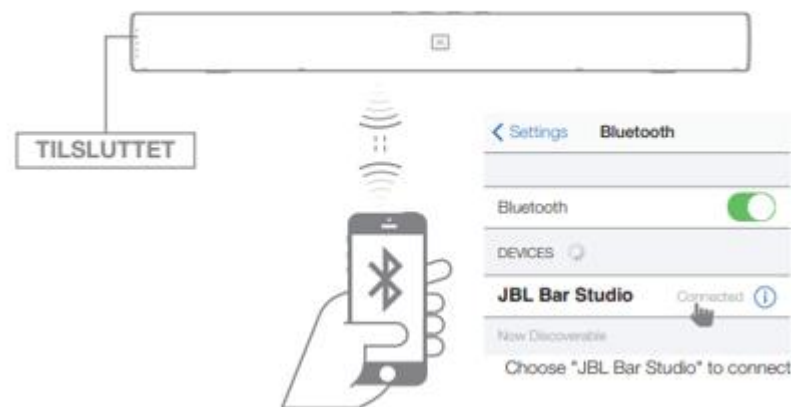 TILSLUTTET
Settings Bluetooth
Bluetooth
DEVICES
JBL Bar Studio Connected
Now Discoverable
Choose "JBL Bar Studio" to connect